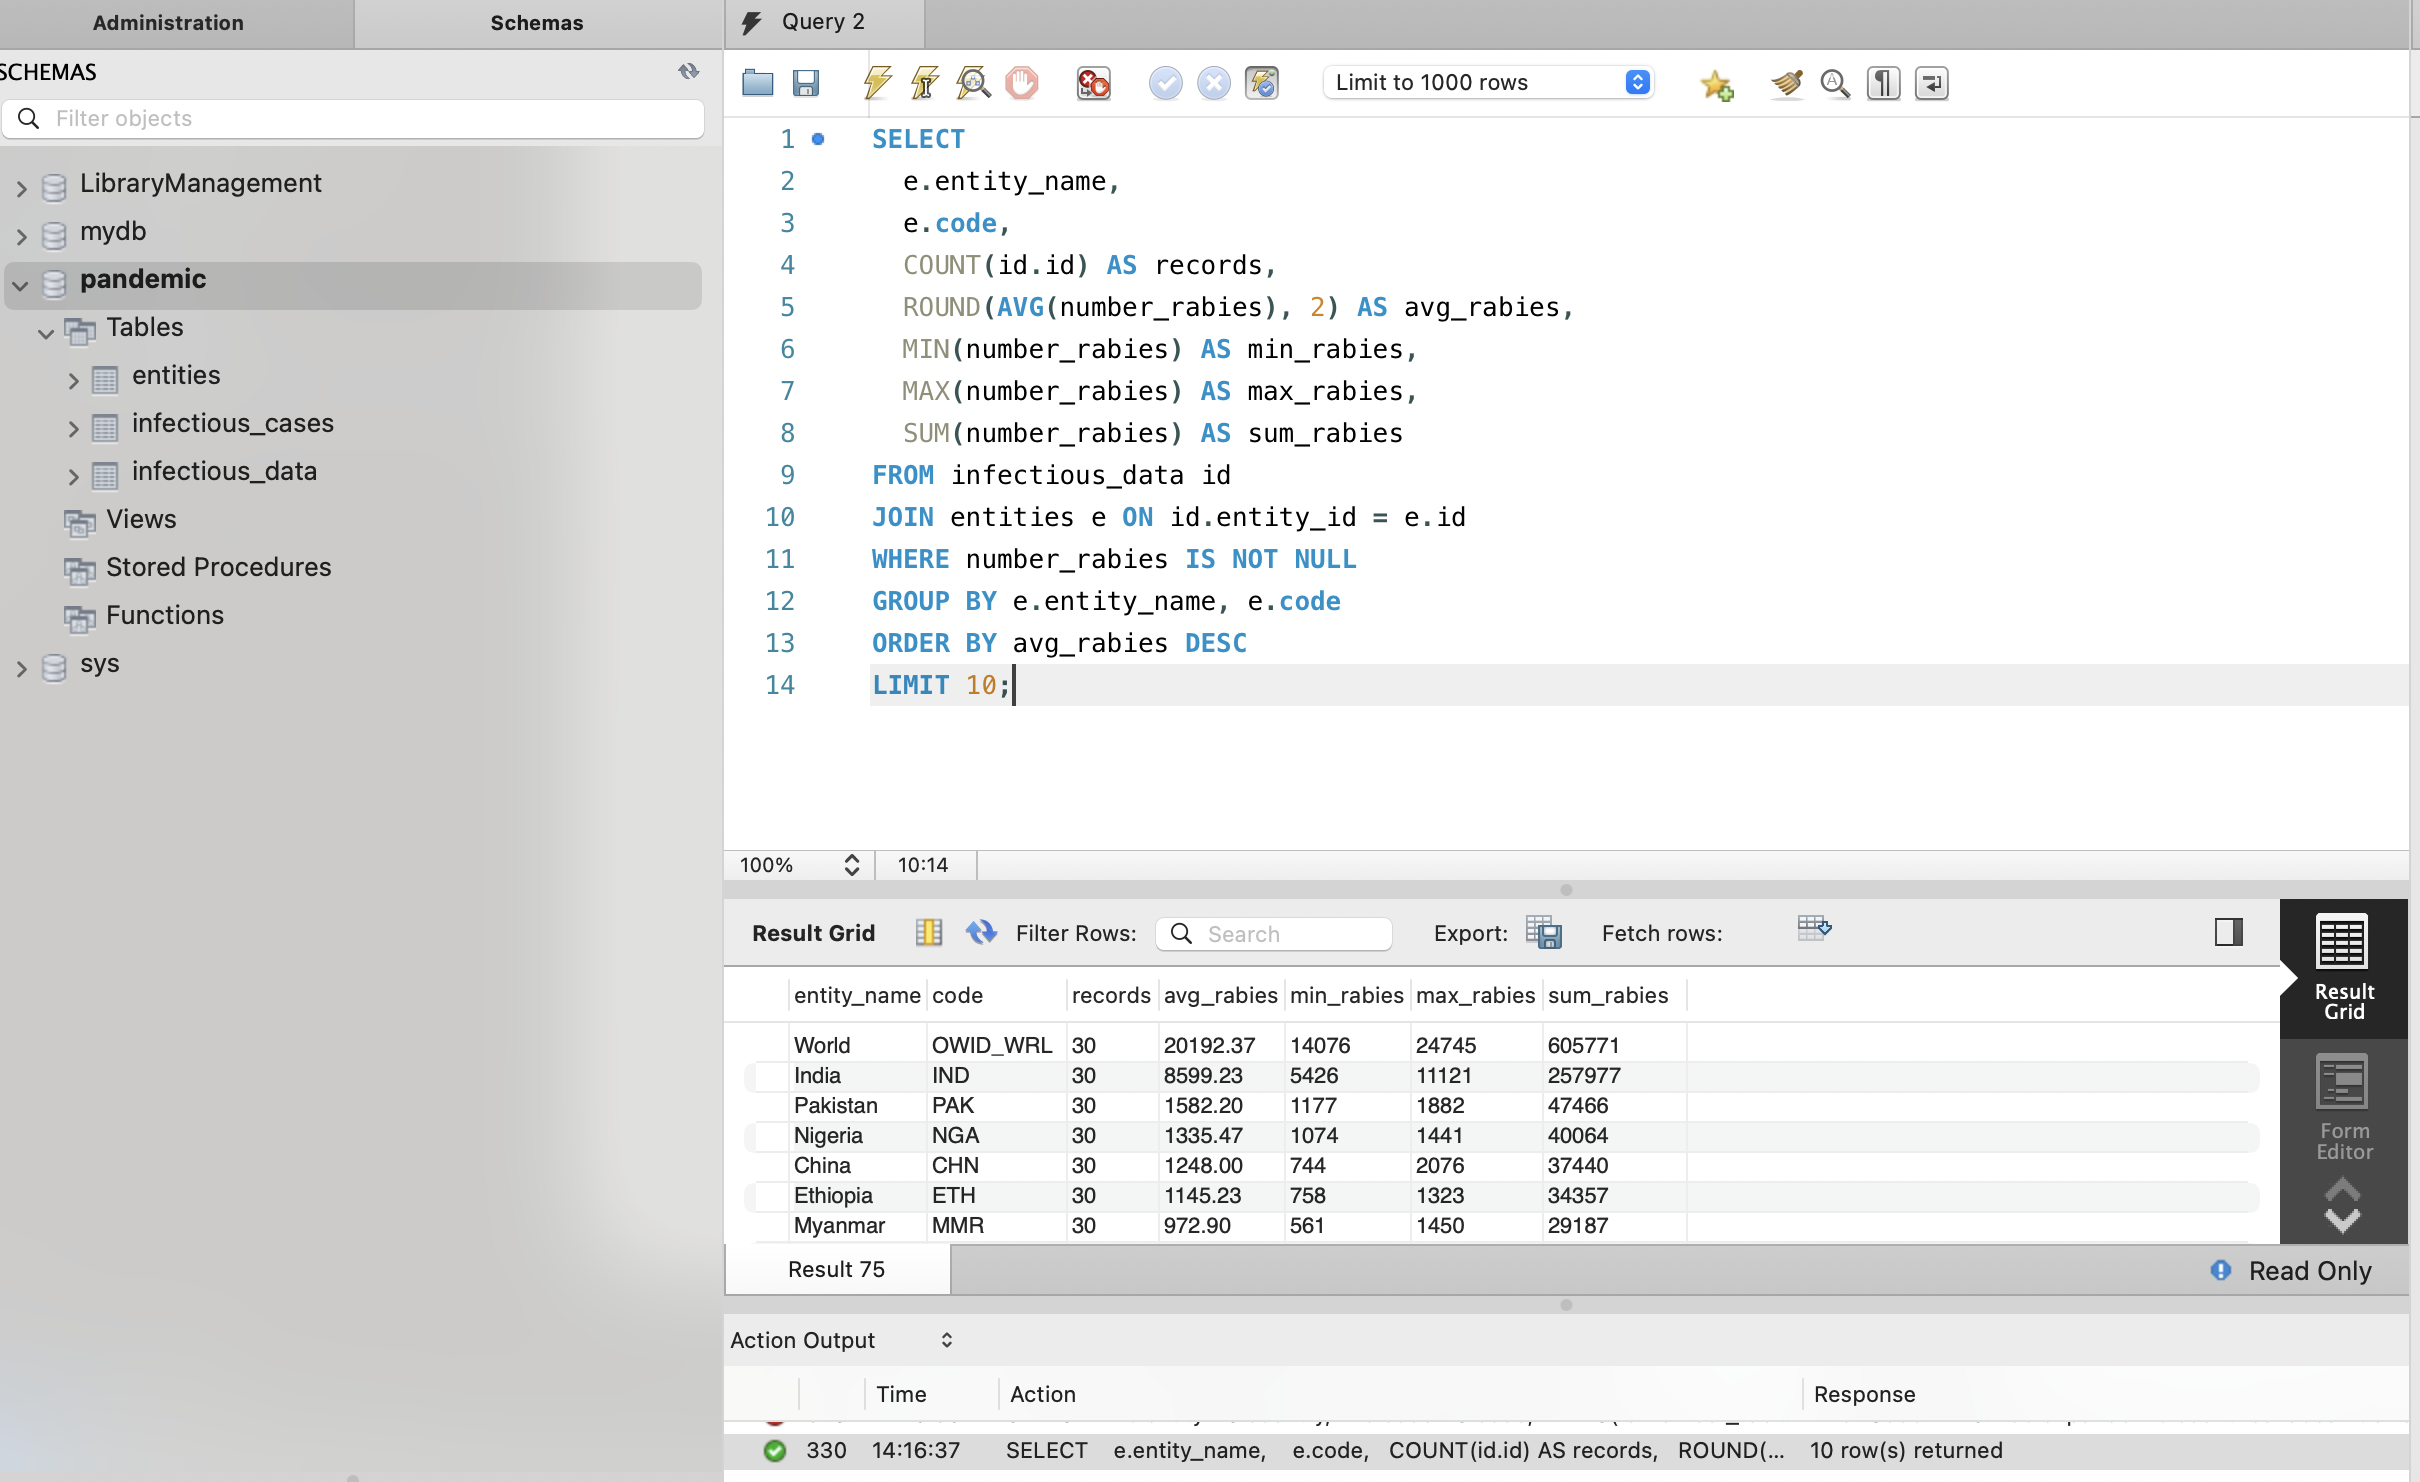 Administration
Schemas
SCHEMAS
Filter objects
LibraryManagement
mydb
pandemic
Tables
entities
infectious_cases
infectious_data
Views
Stored Procedures
Functions
sys
Query 2
Limit to 1000 rows
1 SELECT
2 e.entity_name,
3 e.code,
4 COUNT(id.id) AS records,
5 ROUND(AVG(number_rabies), 2) AS avg_rabies,
6 MIN(number_rabies) AS min_rabies,
7 MAX(number_rabies) AS max_rabies,
8 SUM(number_rabies) AS sum_rabies
9 FROM infectious_data id
10 JOIN entities e ON id.entity_id = e.id
11 WHERE number_rabies IS NOT NULL
12 GROUP BY e.entity_name, e.code
13 ORDER BY avg_rabies DESC
14 LIMIT 10;
100% 10:14
Result Grid Filter Rows: Search Export: Fetch rows:
entity_name code records avg_rabies min_rabies max_rabies sum_rabies
World OWID_WRL 30 20192.37 14076 24745 605771
India IND 30 8599.23 5426 11121 257977
Pakistan PAK 30 1582.20 1177 1882 47466
Nigeria NGA 30 1335.47 1074 1441 40064
China CHN 30 1248.00 744 2076 37440
Ethiopia ETH 30 1145.23 758 1323 34357
Myanmar MMR 30 972.90 561 1450 29187
Result
Grid
Form
Editor
Result 75
Read Only
Action Output
Time Action Response
330 14:16:37 SELECT e.entity_name, e.code, COUNT(id.id) AS records, ROUND(... 10 row(s) returned